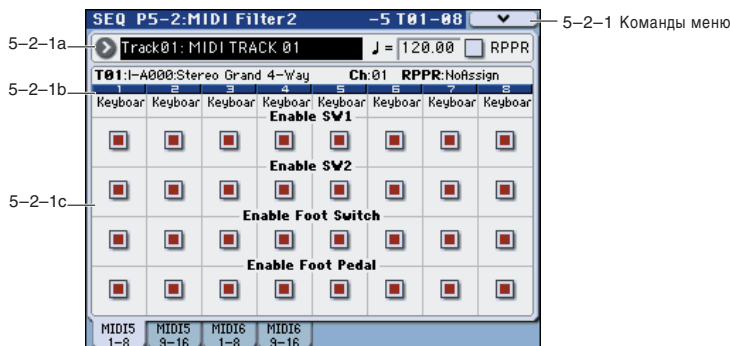 SEQ P5-2:MIDI Filter2 -5 T01-08
5–2–1 Команды меню
5–2–1a
Track01: MIDI TRACK 01 ♩= 120.00 RPPR
T01:I-A000:Stereo Grand 4-Way Ch:01 RPPR:NoAssign
5–2–1b
1 2 3 4 5 6 7 8
Keyboar Keyboar Keyboar Keyboar Keyboar Keyboar Keyboar Keyboar
Enable SW1
Enable SW2
5–2–1c
Enable Foot Switch
Enable Foot Pedal
MIDI5 1-8 MIDI5 9-16 MIDI6 1-8 MIDI6 9-16